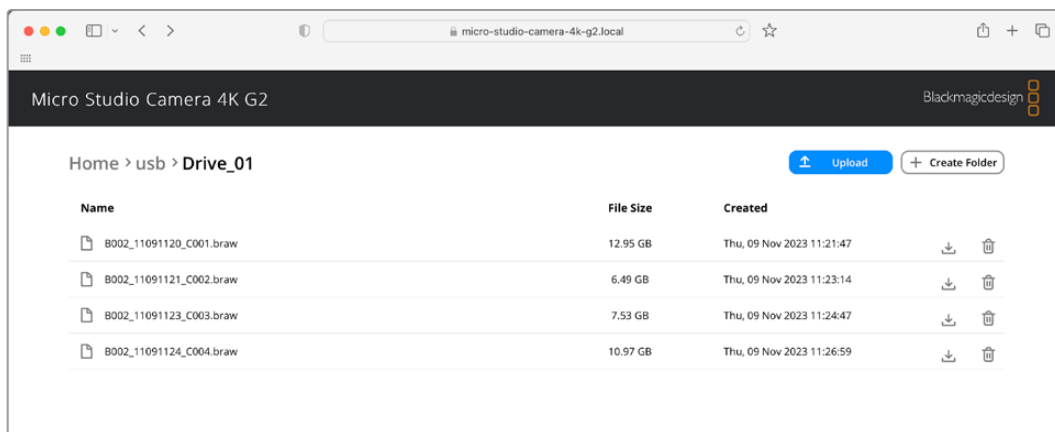 micro-studio-camera-4k-g2.local
Micro Studio Camera 4K G2
Blackmagicdesign
Home > usb > Drive_01
Upload
+ Create Folder
Name File Size Created
B002_11091120_C001.braw 12.95 GB Thu, 09 Nov 2023 11:21:47
B002_11091121_C002.braw 6.49 GB Thu, 09 Nov 2023 11:23:14
B002_11091123_C003.braw 7.53 GB Thu, 09 Nov 2023 11:24:47
B002_11091124_C004.braw 10.97 GB Thu, 09 Nov 2023 11:26:59